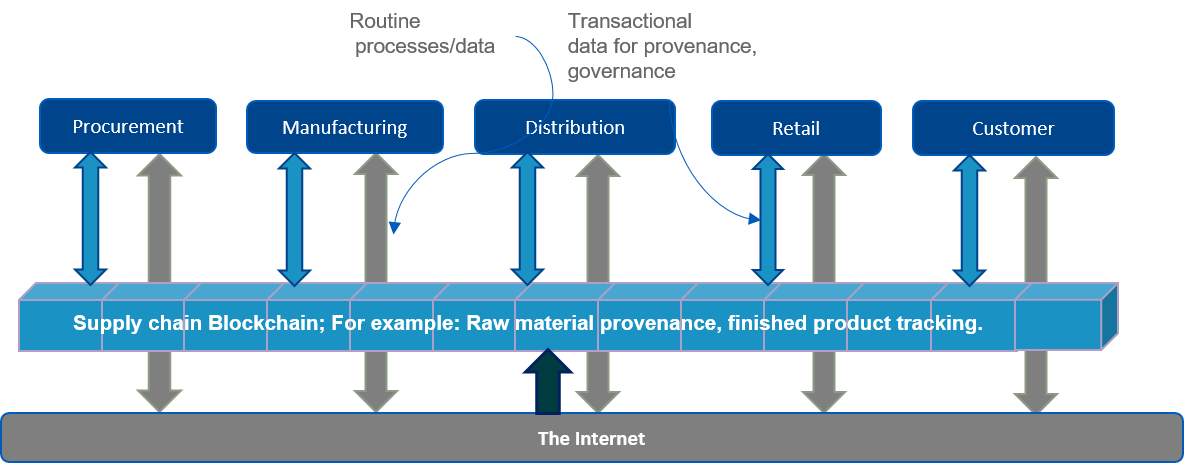 Routine
processes/data
Transactional
data for provenance,
governance
Procurement
Manufacturing
Distribution
Retail
Customer
Supply chain Blockchain; For example: Raw material provenance, finished product tracking.
The Internet